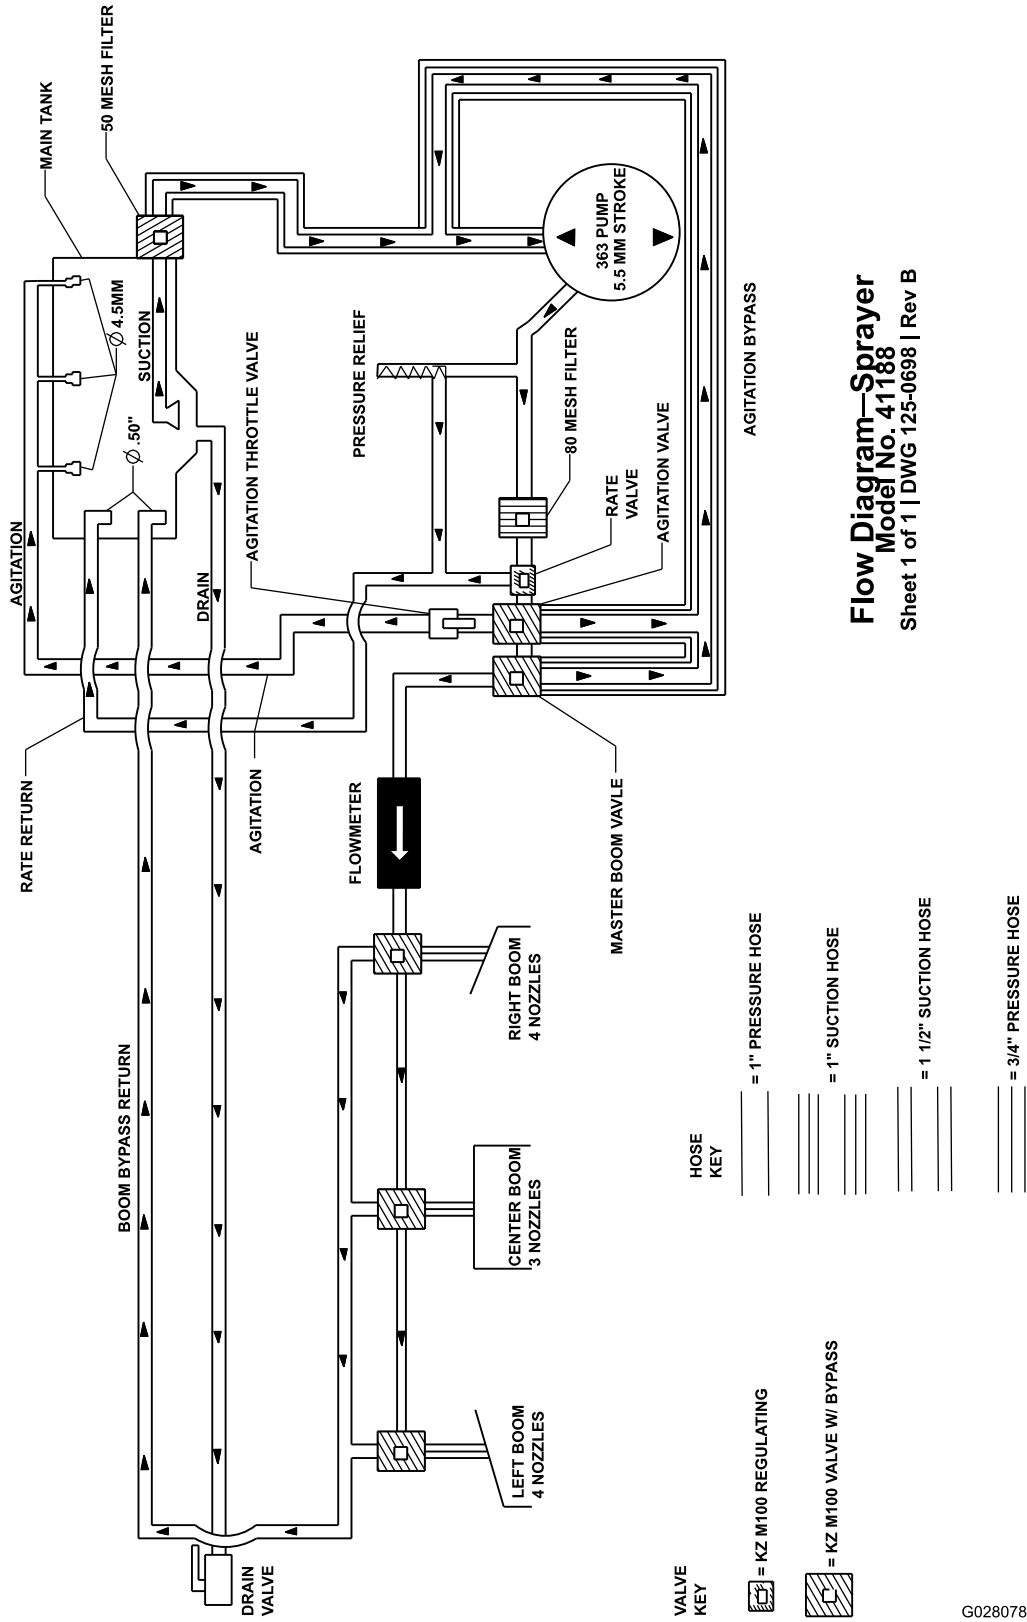 50 MESH FILTER
MAIN TANK
AGITATION
Ø 4.5MM
SUCTION
Ø .50"
DRAIN
AGITATION THROTTLE VALVE
PRESSURE RELIEF
363 PUMP
5.5 MM STROKE
80 MESH FILTER
RATE
VALVE
AGITATION VALVE
AGITATION BYPASS
RATE RETURN
AGITATION
FLOWMETER
MASTER BOOM VAVLE
BOOM BYPASS RETURN
RIGHT BOOM
4 NOZZLES
CENTER BOOM
3 NOZZLES
LEFT BOOM
4 NOZZLES
DRAIN
VALVE
HOSE
KEY
= 1" PRESSURE HOSE
= 1" SUCTION HOSE
= 1 1/2" SUCTION HOSE
= 3/4" PRESSURE HOSE
VALVE
KEY
= KZ M100 REGULATING
= KZ M100 VALVE W/ BYPASS
Flow Diagram—Sprayer
Model No. 41188
Sheet 1 of 1 | DWG 125-0698 | Rev B
G028078